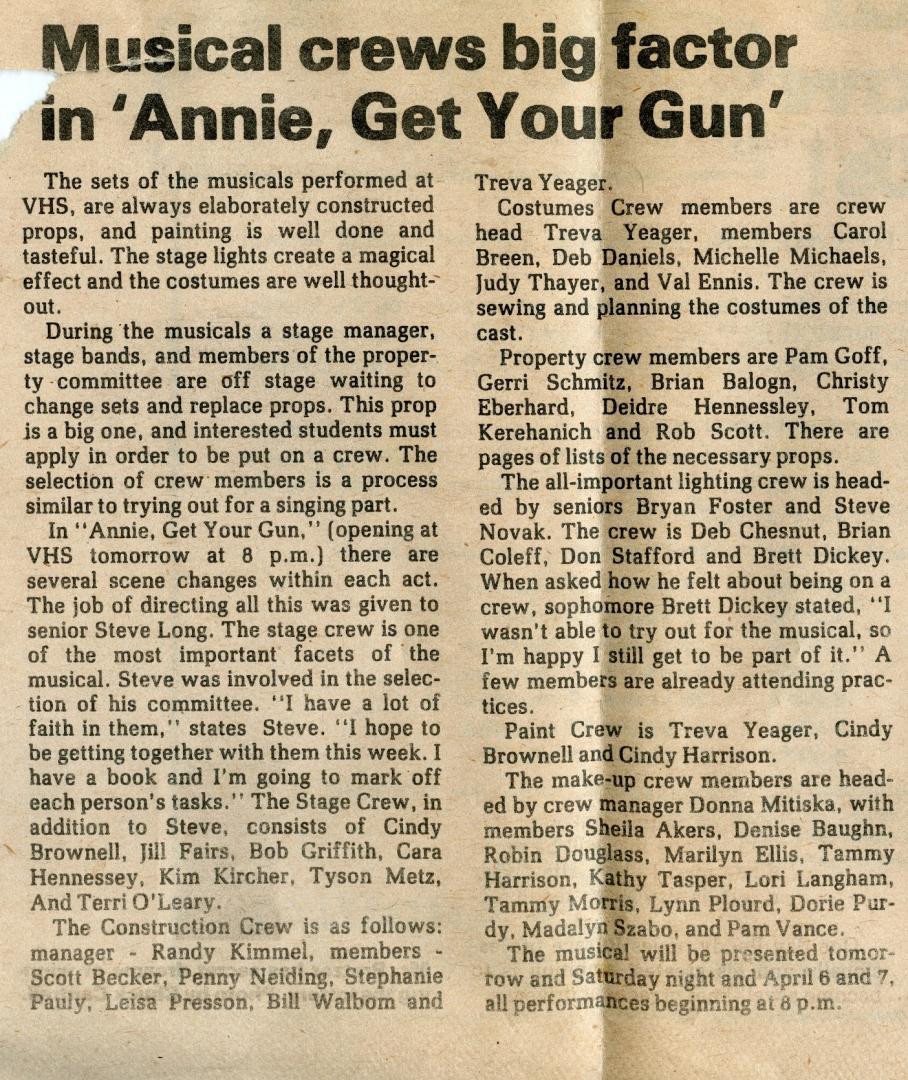 Musical crews big factor
in 'Annie, Get Your Gun'
The sets of the musicals performed at
VHS, are always elaborately constructed
props, and painting is well done and
tasteful. The stage lights create a magical
effect and the costumes are well thought-
out.
During the musicals a stage manager,
stage bands, and members of the proper-
ty committee are off stage waiting to
change sets and replace props. This prop
is a big one, and interested students must
apply in order to be put on a crew. The
selection of crew members is a process
similar to trying out for a singing part.
In "Annie, Get Your Gun," (opening at
VHS tomorrow at 8 p.m.) there are
several scene changes within each act.
The job of directing all this was given to
senior Steve Long. The stage crew is one
of the most important facets of the
musical. Steve was involved in the selec-
tion of his committee. "I have a lot of
faith in them," states Steve. "I hope to
be getting together with them this week. I
have a book and I'm going to mark off
each person's tasks." The Stage Crew, in
addition to Steve, consists of Cindy
Brownell, Jill Fairs, Bob Griffith, Cara
Hennessey, Kim Kircher, Tyson Metz,
And Terri O'Leary.
The Construction Crew is as follows:
manager - Randy Kimmel, members -
Scott Becker, Penny Neiding, Stephanie
Pauly, Leisa Presson, Bill Walbom and
Treva Yeager.
Costumes Crew members are crew
head Treva Yeager, members Carol
Breen, Deb Daniels, Michelle Michaels,
Judy Thayer, and Val Ennis. The crew is
sewing and planning the costumes of the
cast.
Property crew members are Pam Goff,
Gerri Schmitz, Brian Balogn, Christy
Eberhard, Deidre Hennessley, Tom
Kerehanich and Rob Scott. There are
pages of lists of the necessary props.
The all-important lighting crew is head-
ed by seniors Bryan Foster and Steve
Novak. The crew is Deb Chesnut, Brian
Coleff, Don Stafford and Brett Dickey.
When asked how he felt about being on a
crew, sophomore Brett Dickey stated, "I
wasn't able to try out for the musical, so
I'm happy I still get to be part of it." A
few members are already attending prac-
tices.
Paint Crew is Treva Yeager, Cindy
Brownell and Cindy Harrison.
The make-up crew members are head-
ed by crew manager Donna Mitiska, with
members Sheila Akers, Denise Baughn,
Robin Douglass, Marilyn Ellis, Tammy
Harrison, Kathy Tasper, Lori Langham,
Tammy Morris, Lynn Plourd, Dorie Pur-
dy, Madalyn Szabo, and Pam Vance.
The musical will be presented tomor-
row and Saturday night and April 6 and 7,
all performances beginning at 8 p.m.